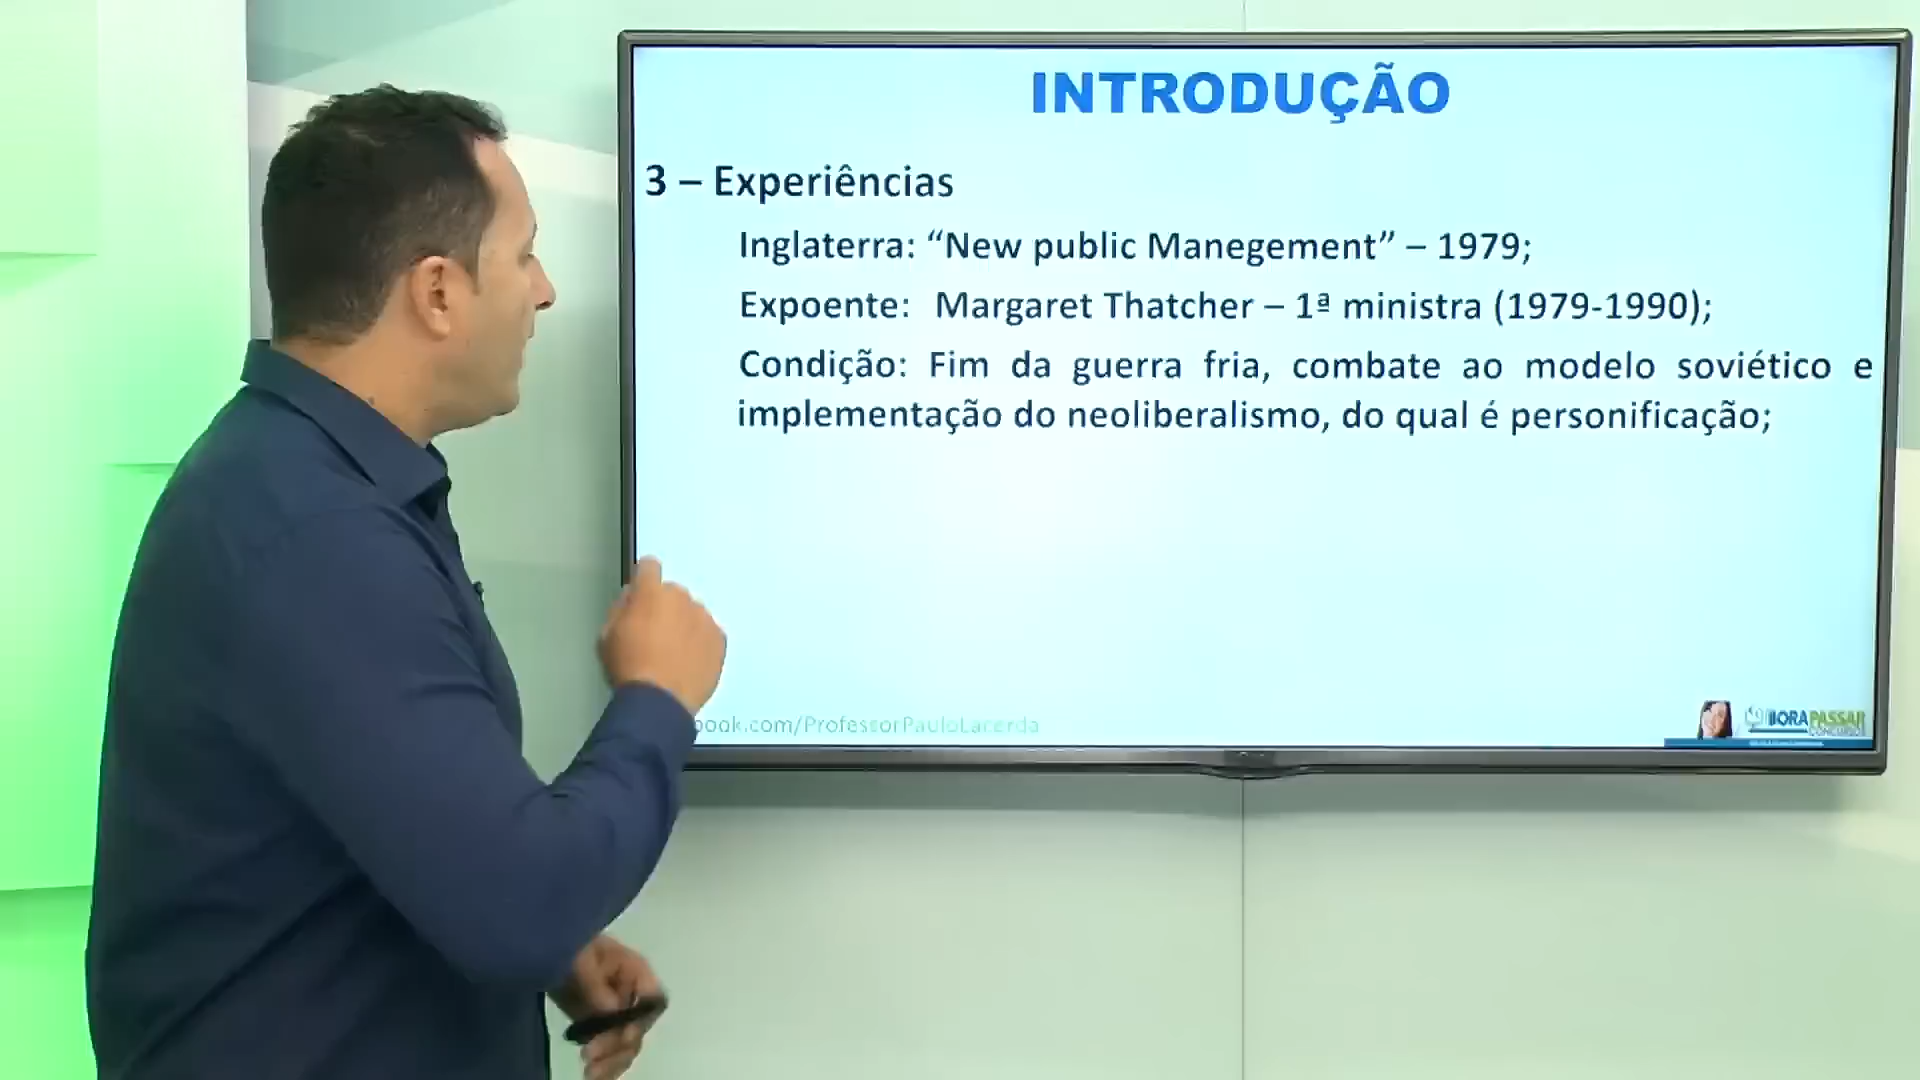 INTRODUÇÃO
3 – Experiências
Inglaterra: “New public Manegement” – 1979;
Expoente: Margaret Thatcher – 1ª ministra (1979-1990);
Condição: Fim da guerra fria, combate ao modelo soviético e
implementação do neoliberalismo, do qual é personificação;
book.com/ProfessorPauloLacerda
BORA PASSAR
CONCURSOS